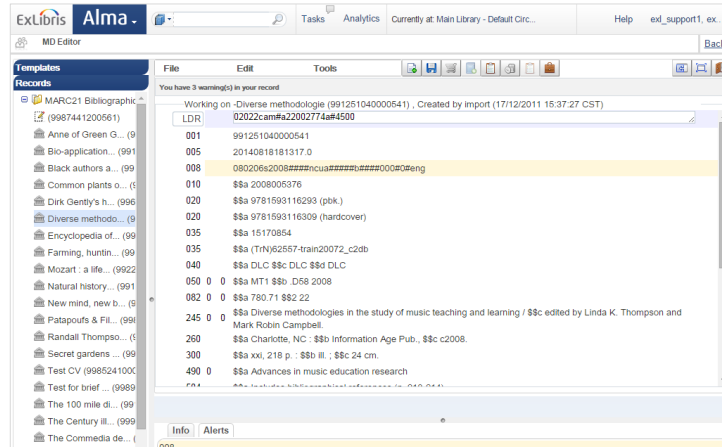 ExLibris Alma Tasks Analytics Currently at: Main Library - Default Circ... Help exl_support1, ex...
MD Editor Back
Templates File Edit Tools
Records You have 3 warning(s) in your record
MARC21 Bibliographic Working on -Diverse methodologie (991251040000541) , Created by import (17/12/2011 15:37:27 CST)
(9987441200561) LDR 02022cam#a22002774a#4500
Anne of Green G... (9 001 991251040000541
Bio-application... (991 005 20140818181317.0
Black authors a... (99 008 080206s2008####ncua#####b####000#0#eng
Common plants o... (9 010 $$a 2008005376
Dirk Gently's h... (996 020 $$a 9781593116293 (pbk.)
Diverse methodo... (9 020 $$a 9781593116309 (hardcover)
Encyclopedia of... (99 035 $$a 15170854
Farming, huntin... (99 035 $$a (TrN)62557-train20072_c2db
Mozart : a life... (9922 040 $$a DLC $$c DLC $$d DLC
Natural history... (991 050 0 0 $$a MT1 $$b .D58 2008
New mind, new b... (9 082 0 0 $$a 780.71 $$2 22
Patapoufs & Fil... (998 245 0 0 $$a Diverse methodologies in the study of music teaching and learning / $$c edited by Linda K. Thompson and
Mark Robin Campbell.
Randall Thompso... (9 260 $$a Charlotte, NC : $$b Information Age Pub., $$c c2008.
Secret gardens ... (99 300 $$a xxi, 218 p. : $$b ill. ; $$c 24 cm.
Test CV (9985241000 490 0 $$a Advances in music education research
Test for brief ... (9989 504 $$a Includes bibliographical references
The 100 mile di... (99
The Century ill... (999 Info Alerts
The Commedia de... ( 008